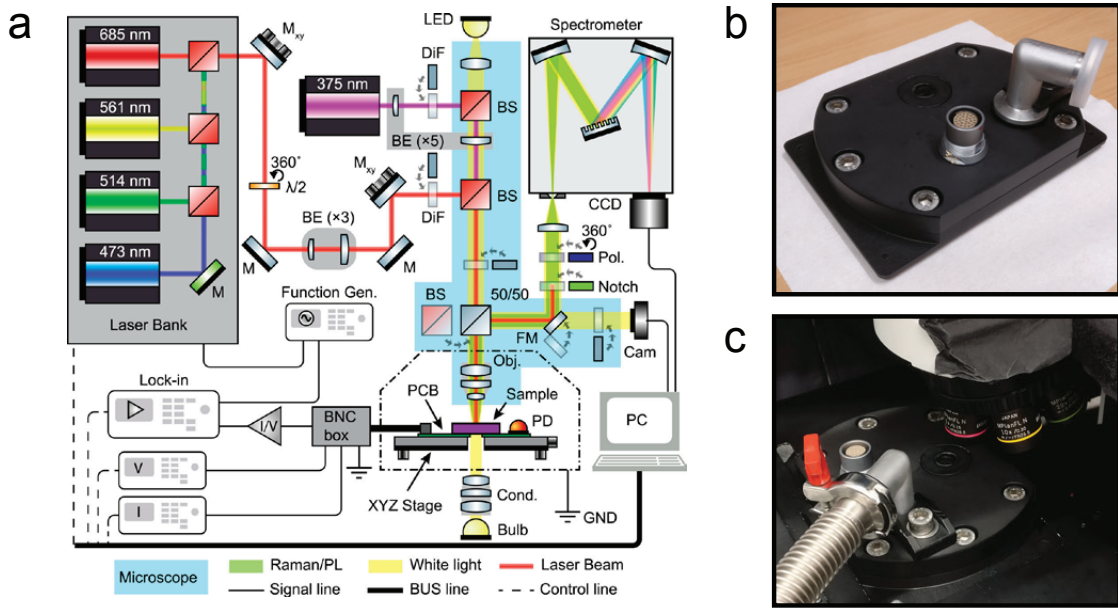 a
685 nm
561 nm
514 nm
473 nm
M
Laser Bank
Mxy
360°
λ/2
M
BE (×3)
M
Mxy
375 nm
BE (×5)
DiF
DiF
LED
BS
BS
Spectrometer
CCD
360°
Pol.
Notch
BS
50/50
FM
Cam
Obj.
Function Gen.
Lock-in
I/V
BNC
box
V
I
PCB
Sample
PD
XYZ Stage
Cond.
Bulb
GND
PC
Microscope
Raman/PL
White light
Laser Beam
Signal line
BUS line
Control line
b
c
JAPAN